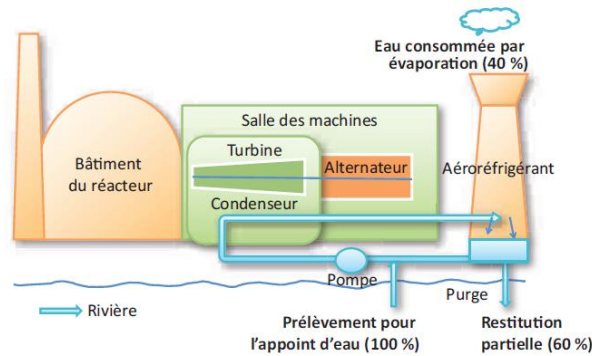 Eau consommée par
évaporation (40 %)
Salle des machines
Turbine
Bâtiment
du réacteur
Alternateur
Aéroréfrigérant
Condenseur
Pompe
Purge
Rivière
Prélèvement pour
l'appoint d'eau (100 %)
Restitution
partielle (60 %)